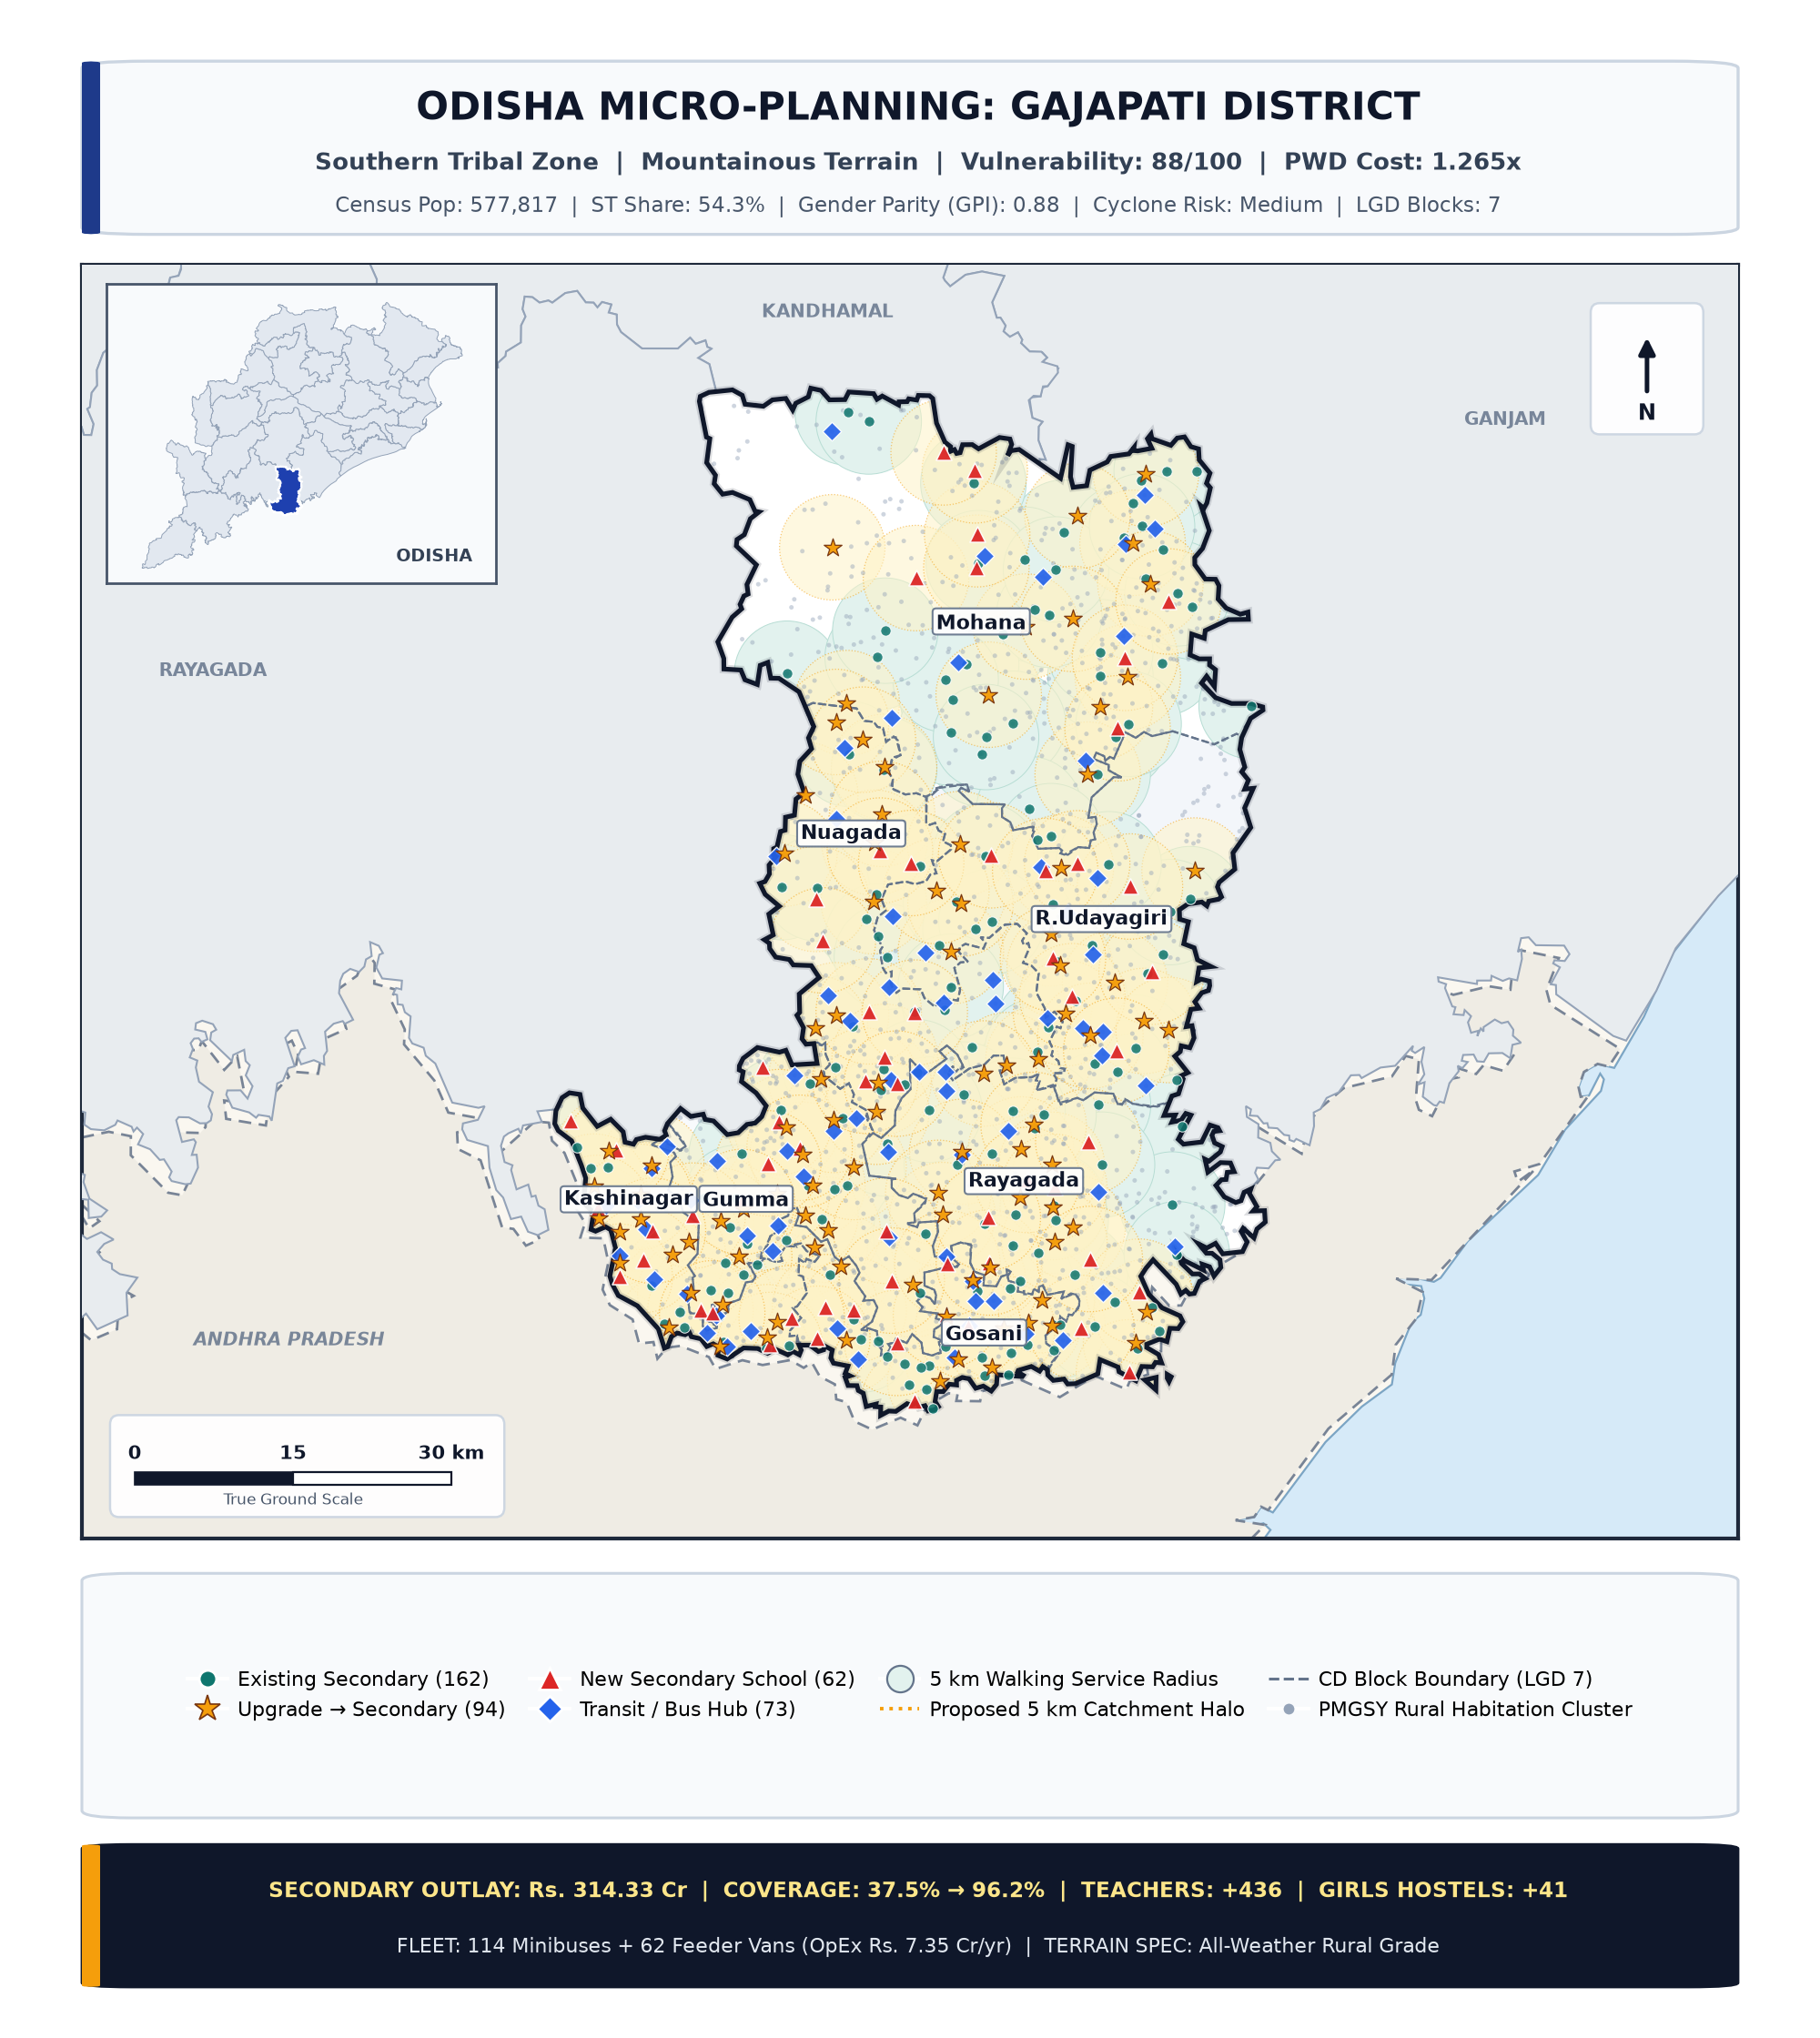 ODISHA MICRO-PLANNING: GAJAPATI DISTRICT
Southern Tribal Zone | Mountainous Terrain | Vulnerability: 88/100 | PWD Cost: 1.265x
Census Pop: 577,817 | ST Share: 54.3% | Gender Parity (GPI): 0.88 | Cyclone Risk: Medium | LGD Blocks: 7
KANDHAMAL
GANJAM
N
ODISHA
RAYAGADA
Mohana
Nuagada
R.Udayagiri
Rayagada
Kashinagar
Gumma
Gosani
ANDHRA PRADESH
0 15 30 km
True Ground Scale
Existing Secondary (162)
Upgrade → Secondary (94)
New Secondary School (62)
Transit / Bus Hub (73)
5 km Walking Service Radius
Proposed 5 km Catchment Halo
CD Block Boundary (LGD 7)
PMGSY Rural Habitation Cluster
SECONDARY OUTLAY: Rs. 314.33 Cr | COVERAGE: 37.5% → 96.2% | TEACHERS: +436 | GIRLS HOSTELS: +41
FLEET: 114 Minibuses + 62 Feeder Vans (OpEx Rs. 7.35 Cr/yr) | TERRAIN SPEC: All-Weather Rural Grade